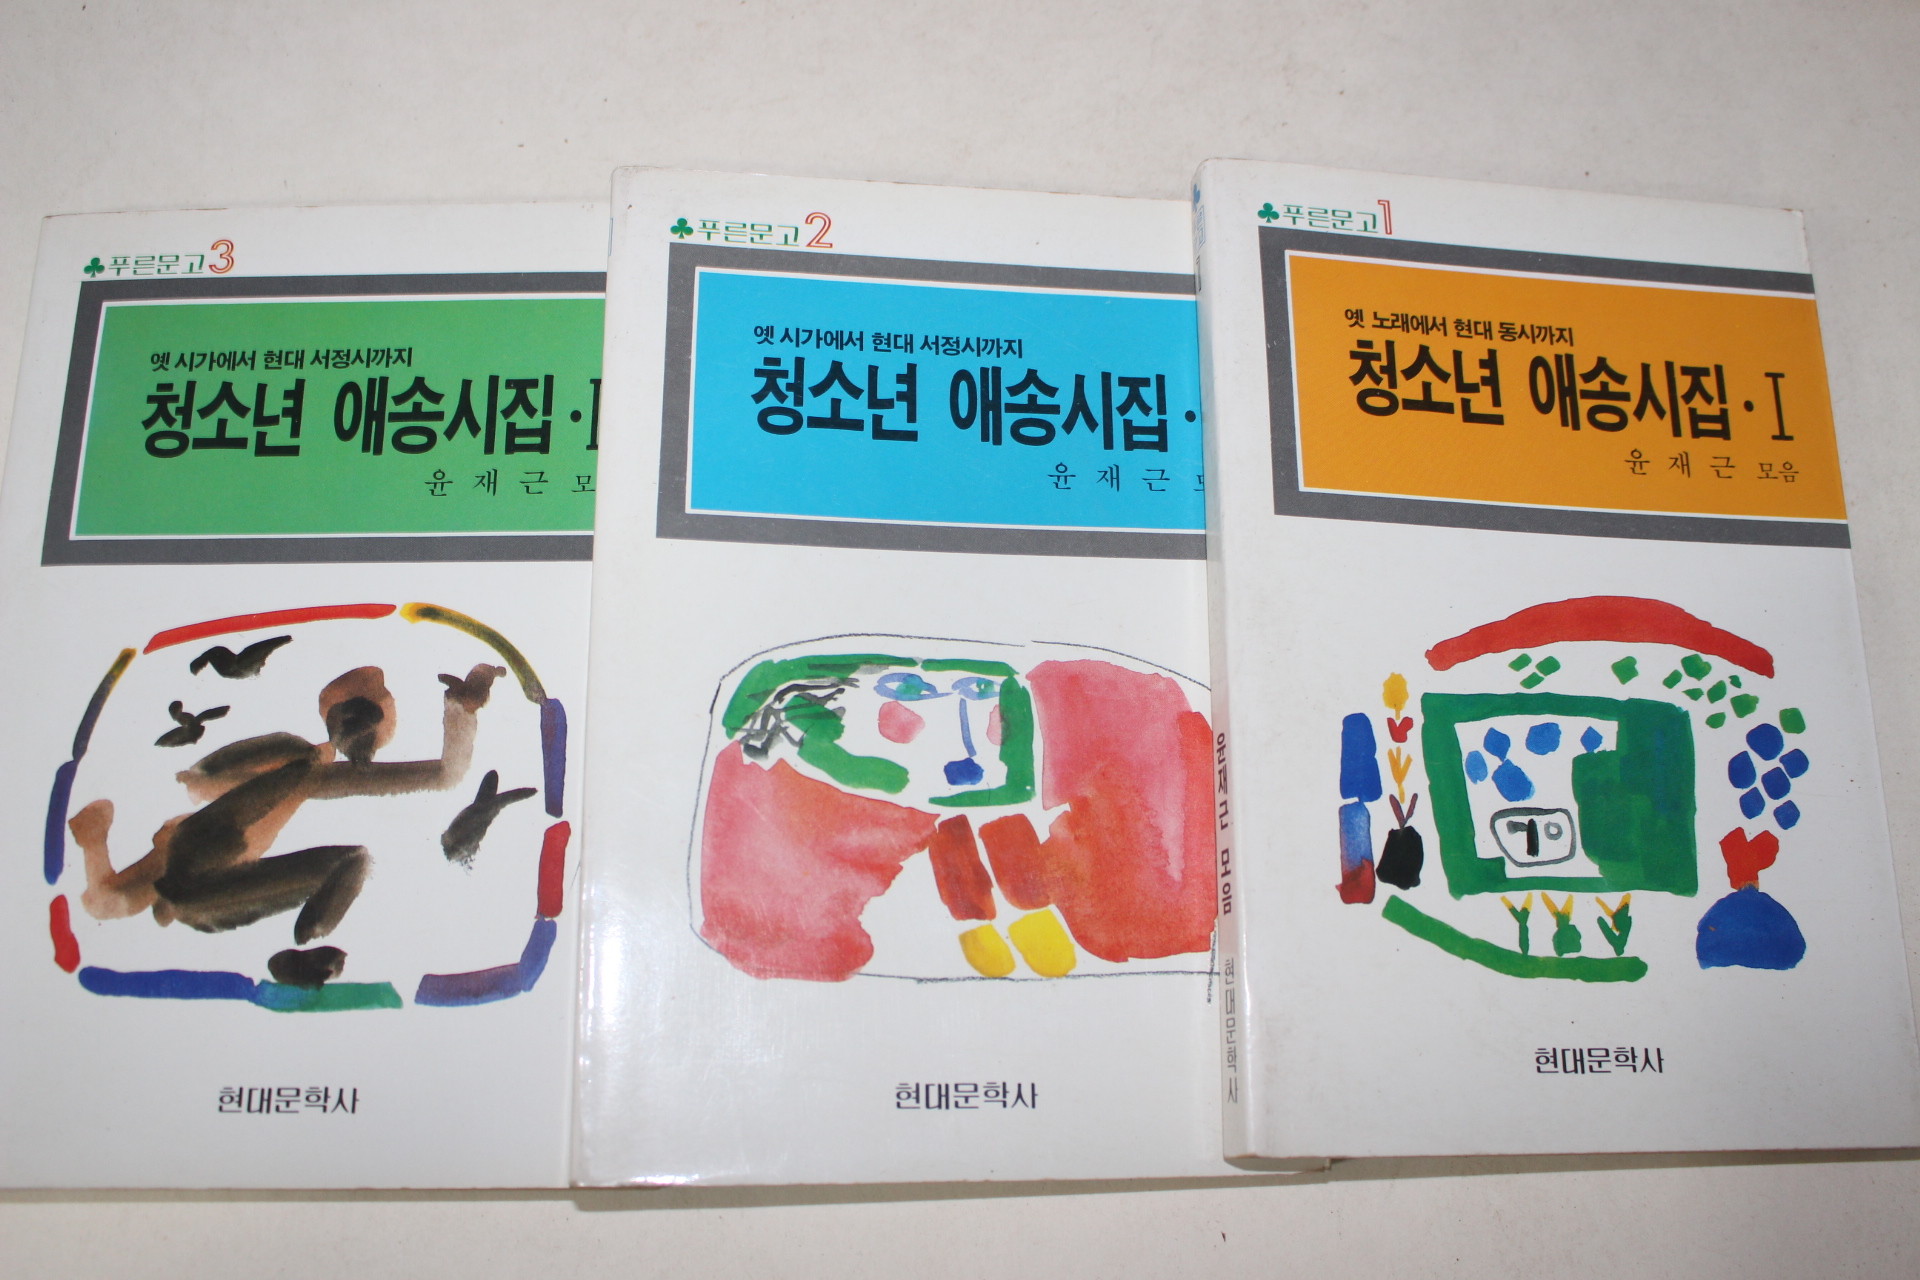 푸른문고3
옛 시가에서 현대 서정시까지
청소년 애송시집·
윤재근
현대문학사
푸른문고2
옛 시가에서 현대 서정시까지
청소년 애송시집·
윤재근
현대문학사
푸른문고1
옛 노래에서 현대 동시까지
청소년 애송시집·I
윤재근 모음
현대문학사
윤재근 모음
현대문학사